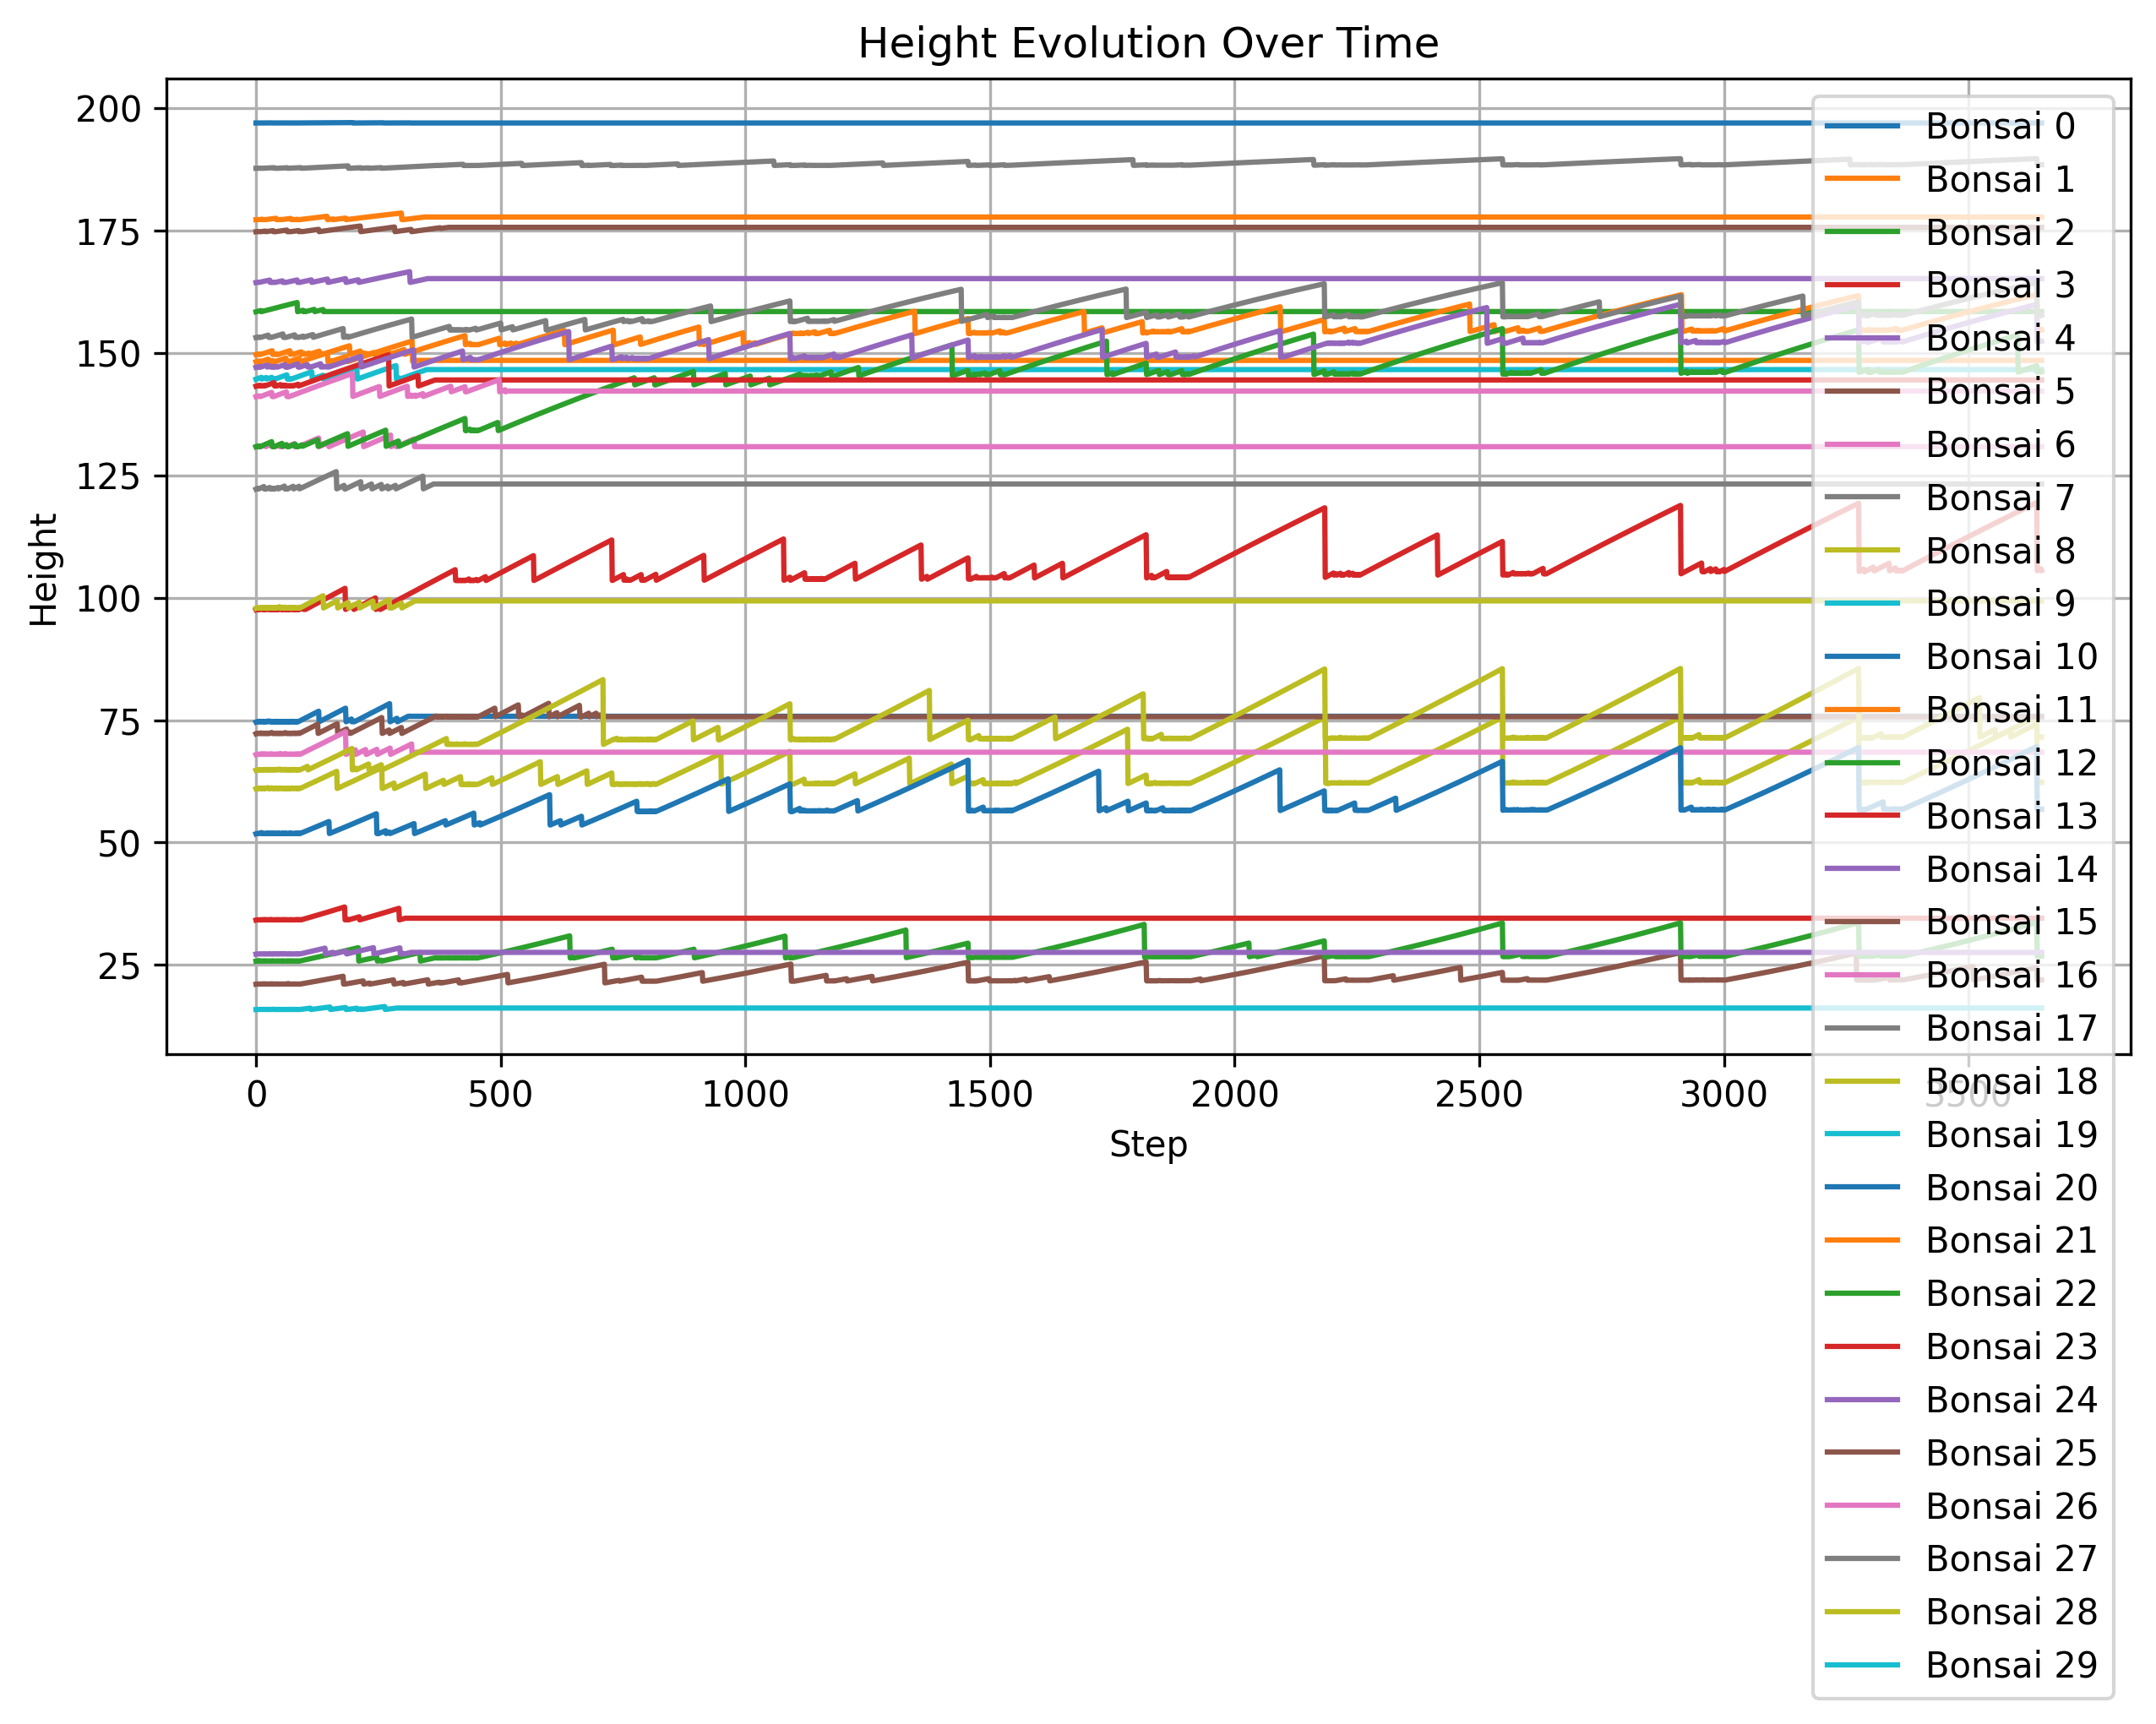 Height Evolution Over Time
Height
200
175
150
125
100
75
50
25
0 500 1000 1500 2000 2500 3000 3500
Step
Bonsai 0
Bonsai 1
Bonsai 2
Bonsai 3
Bonsai 4
Bonsai 5
Bonsai 6
Bonsai 7
Bonsai 8
Bonsai 9
Bonsai 10
Bonsai 11
Bonsai 12
Bonsai 13
Bonsai 14
Bonsai 15
Bonsai 16
Bonsai 17
Bonsai 18
Bonsai 19
Bonsai 20
Bonsai 21
Bonsai 22
Bonsai 23
Bonsai 24
Bonsai 25
Bonsai 26
Bonsai 27
Bonsai 28
Bonsai 29